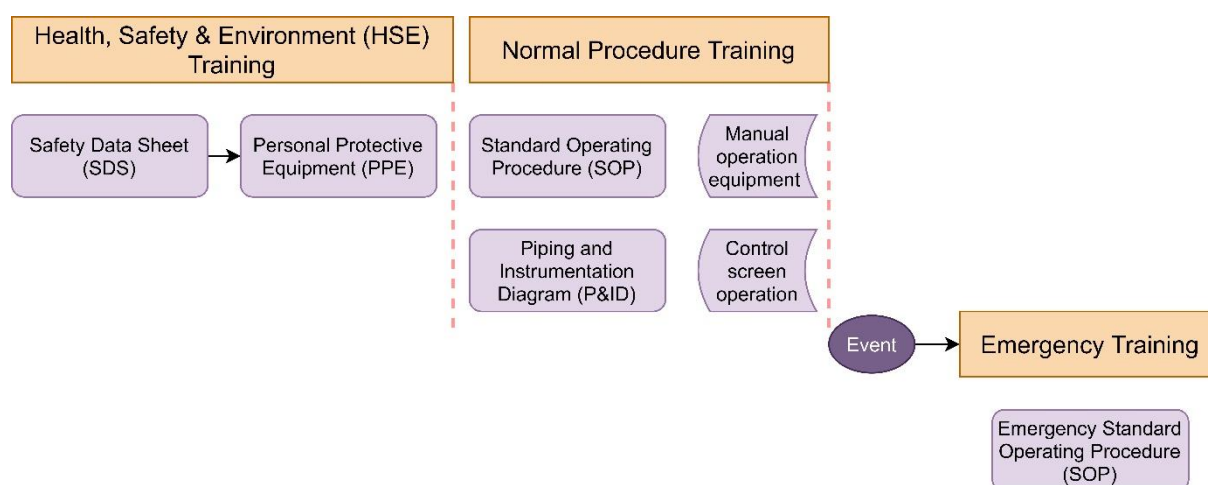 Health, Safety & Environment (HSE)
Training
Normal Procedure Training
Safety Data Sheet
(SDS)
Personal Protective
Equipment (PPE)
Standard Operating
Procedure (SOP)
Manual
operation
equipment
Piping and
Instrumentation
Diagram (P&ID)
Control
screen
operation
Event
Emergency Training
Emergency Standard
Operating Procedure
(SOP)